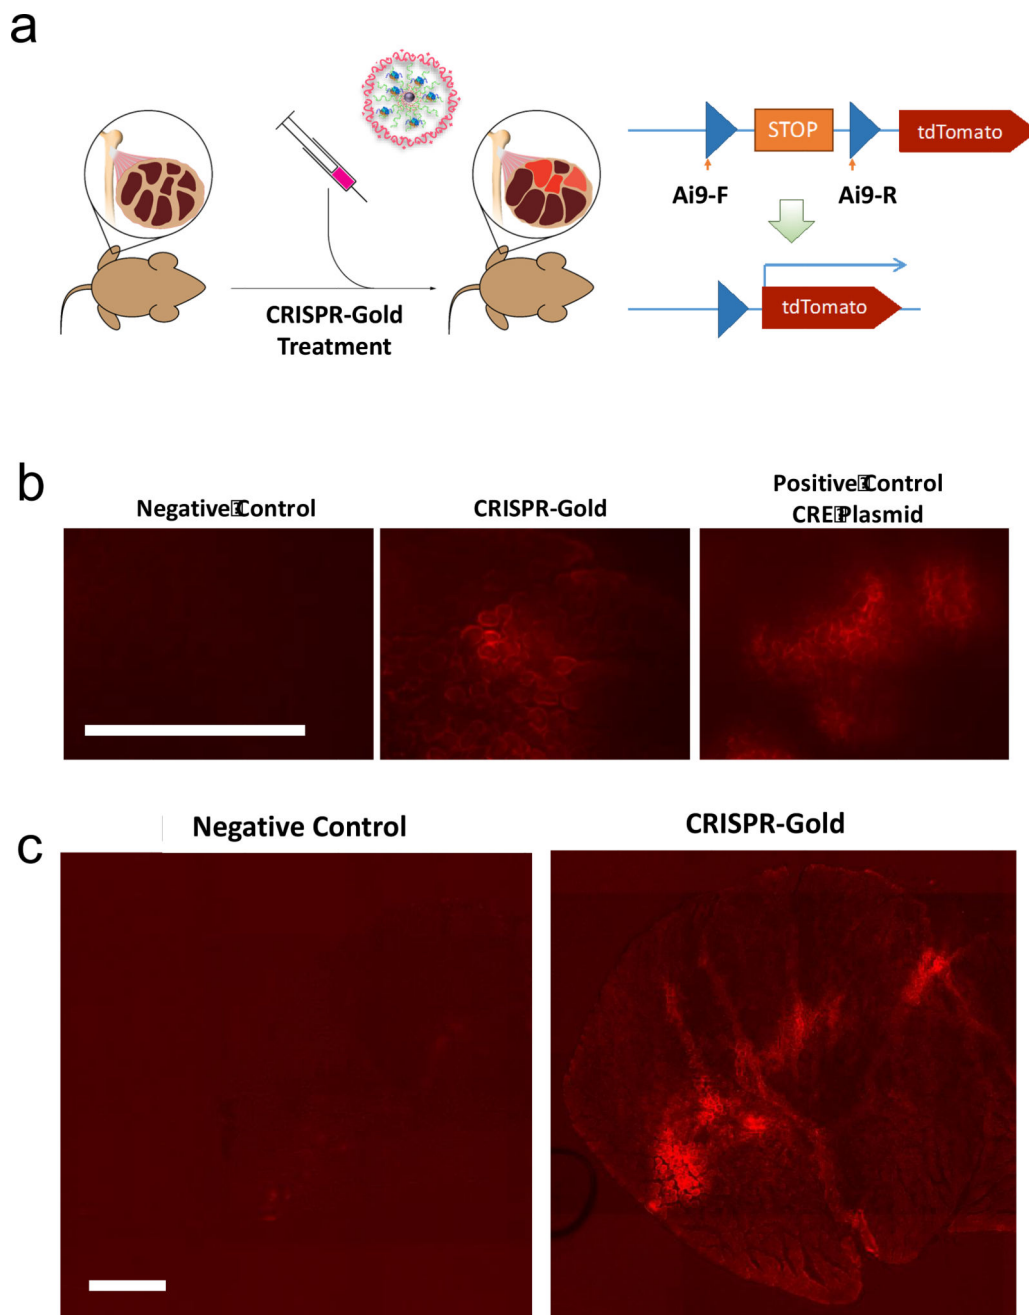 a
STOP
tdTomato
Ai9-F
Ai9-R
CRISPR-Gold
Treatment
tdTomato
b
Negative Control
CRISPR-Gold
Positive Control
CRE Plasmid
c
Negative Control
CRISPR-Gold